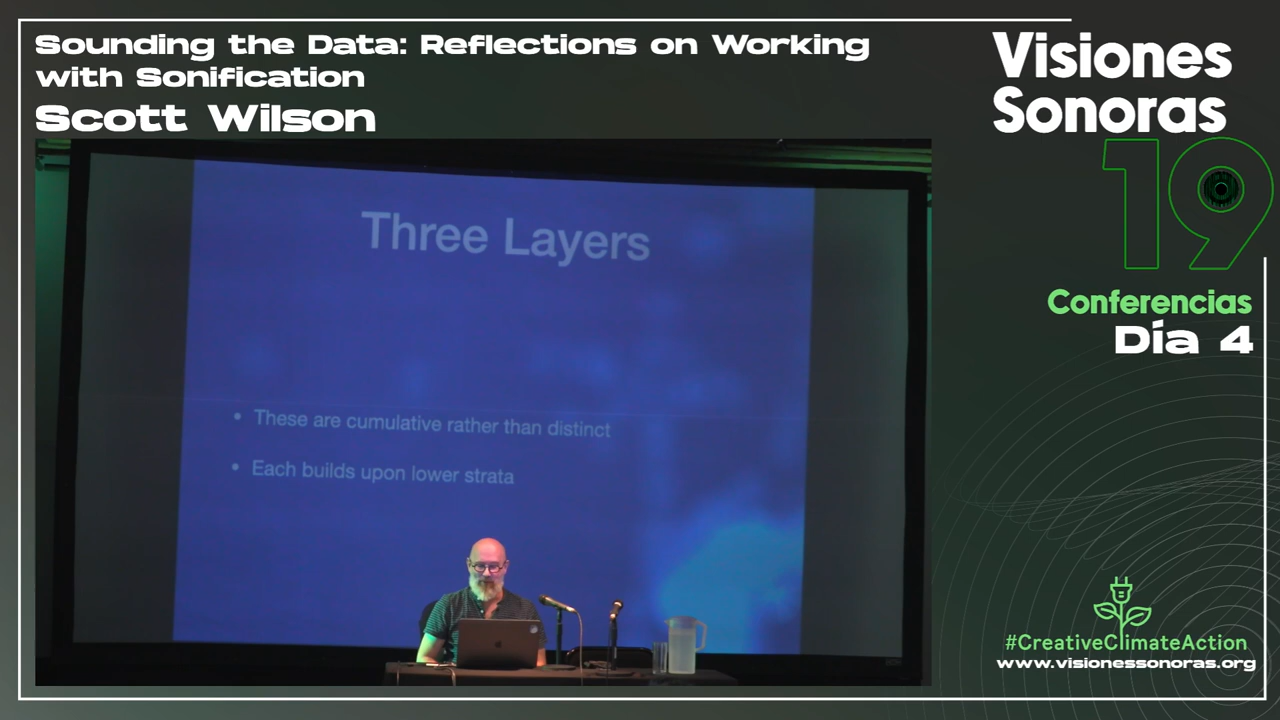 Sounding the Data: Reflections on Working
with Sonification
Scott Wilson
Visiones
Sonoras
19
Conferencias
Día 4
Three Layers
• These are cumulative rather than distinct
• Each builds upon lower strata
#CreativeClimateAction
www.visionessonoras.org